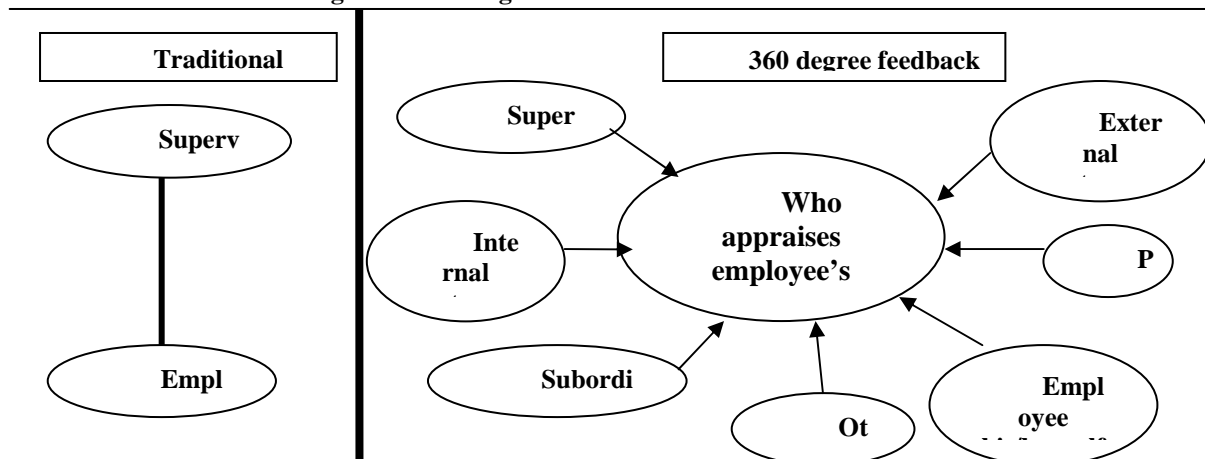 Traditional
360 degree feedback
Superv
Empl
Super
Exter
nal
Inte
rnal
Who
appraises
employee's
P
Subordi
Ot
Empl
oyee